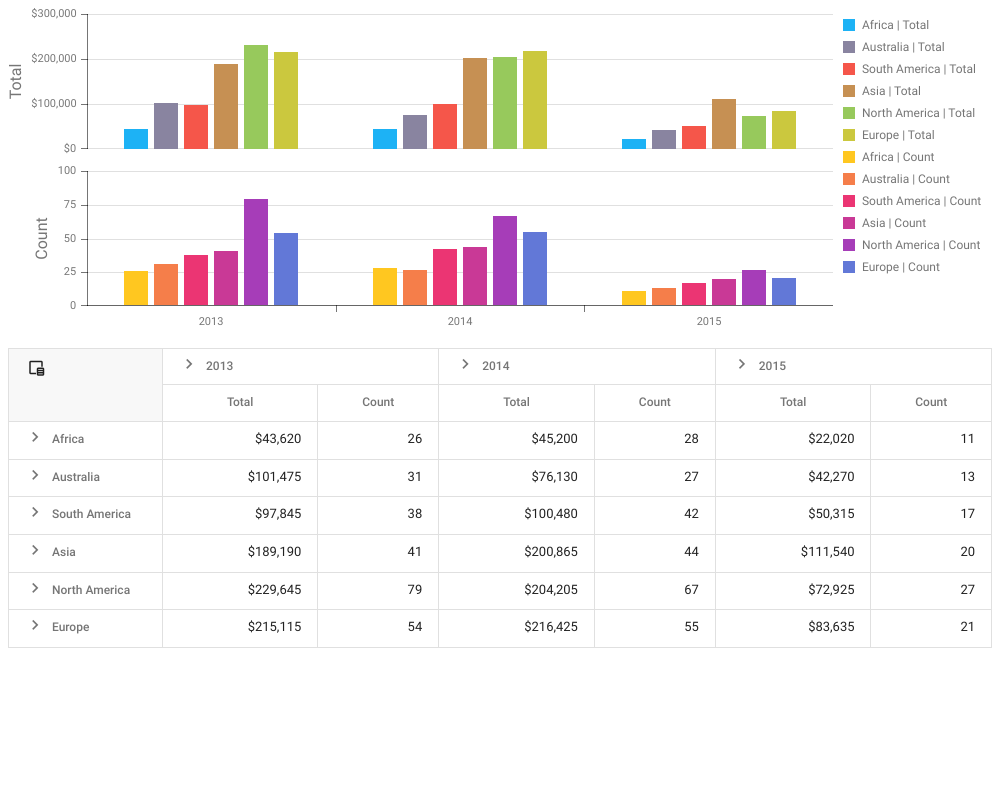 $300,000
$200,000
$100,000
$0
Total
100
75
50
25
0
Count
2013 2014 2015
Africa | Total
Australia | Total
South America | Total
Asia | Total
North America | Total
Europe | Total
Africa | Count
Australia | Count
South America | Count
Asia | Count
North America | Count
Europe | Count
2013 2014 2015
Total Count Total Count Total Count
Africa $43,620 26 $45,200 28 $22,020 11
Australia $101,475 31 $76,130 27 $42,270 13
South America $97,845 38 $100,480 42 $50,315 17
Asia $189,190 41 $200,865 44 $111,540 20
North America $229,645 79 $204,205 67 $72,925 27
Europe $215,115 54 $216,425 55 $83,635 21